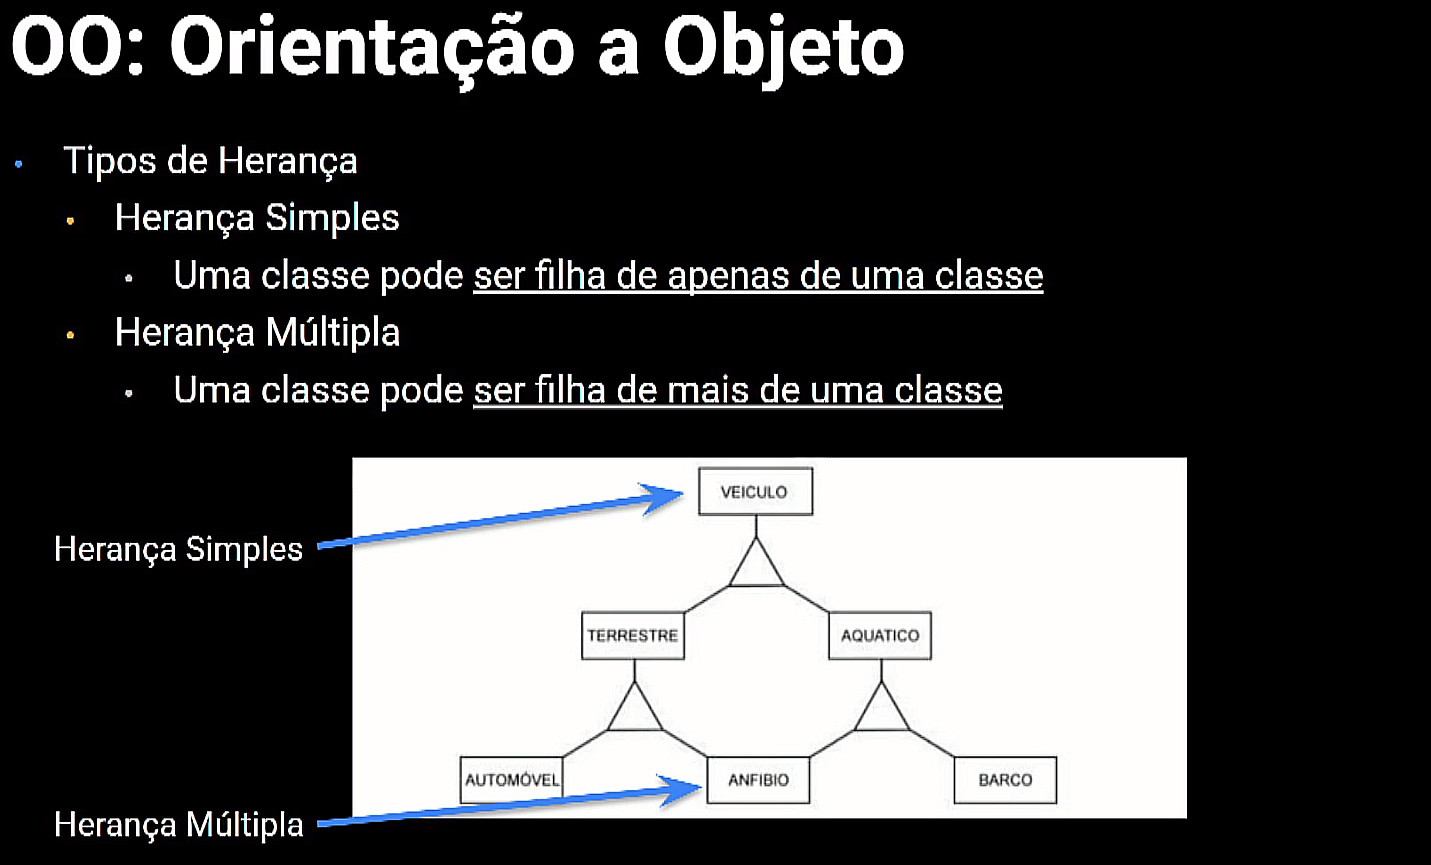 OO: Orientação a Objeto
Tipos de Herança
Herança Simples
Uma classe pode ser filha de apenas de uma classe
Herança Múltipla
Uma classe pode ser filha de mais de uma classe
VEICULO
Herança Simples
TERRESTRE
AQUATICO
AUTOMÓVEL
ANFIBIO
BARCO
Herança Múltipla